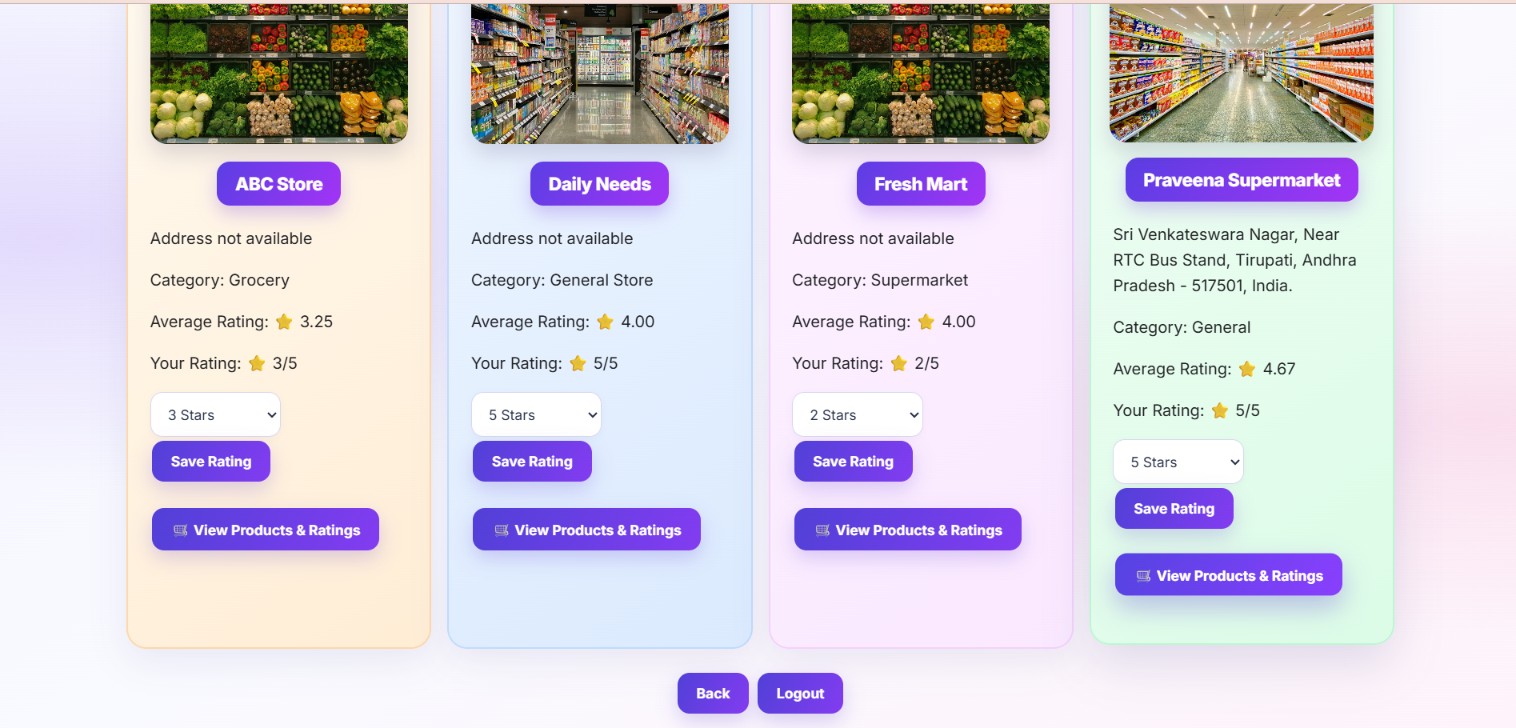 ABC Store
Address not available
Category: Grocery
Average Rating: ⭐ 3.25
Your Rating: ⭐ 3/5
3 Stars
Save Rating
🛒 View Products & Ratings
Daily Needs
Address not available
Category: General Store
Average Rating: ⭐ 4.00
Your Rating: ⭐ 5/5
5 Stars
Save Rating
🛒 View Products & Ratings
Fresh Mart
Address not available
Category: Supermarket
Average Rating: ⭐ 4.00
Your Rating: ⭐ 2/5
2 Stars
Save Rating
🛒 View Products & Ratings
Praveena Supermarket
Sri Venkateswara Nagar, Near
RTC Bus Stand, Tirupati, Andhra
Pradesh - 517501, India.
Category: General
Average Rating: ⭐ 4.67
Your Rating: ⭐ 5/5
5 Stars
Save Rating
🛒 View Products & Ratings
Back
Logout